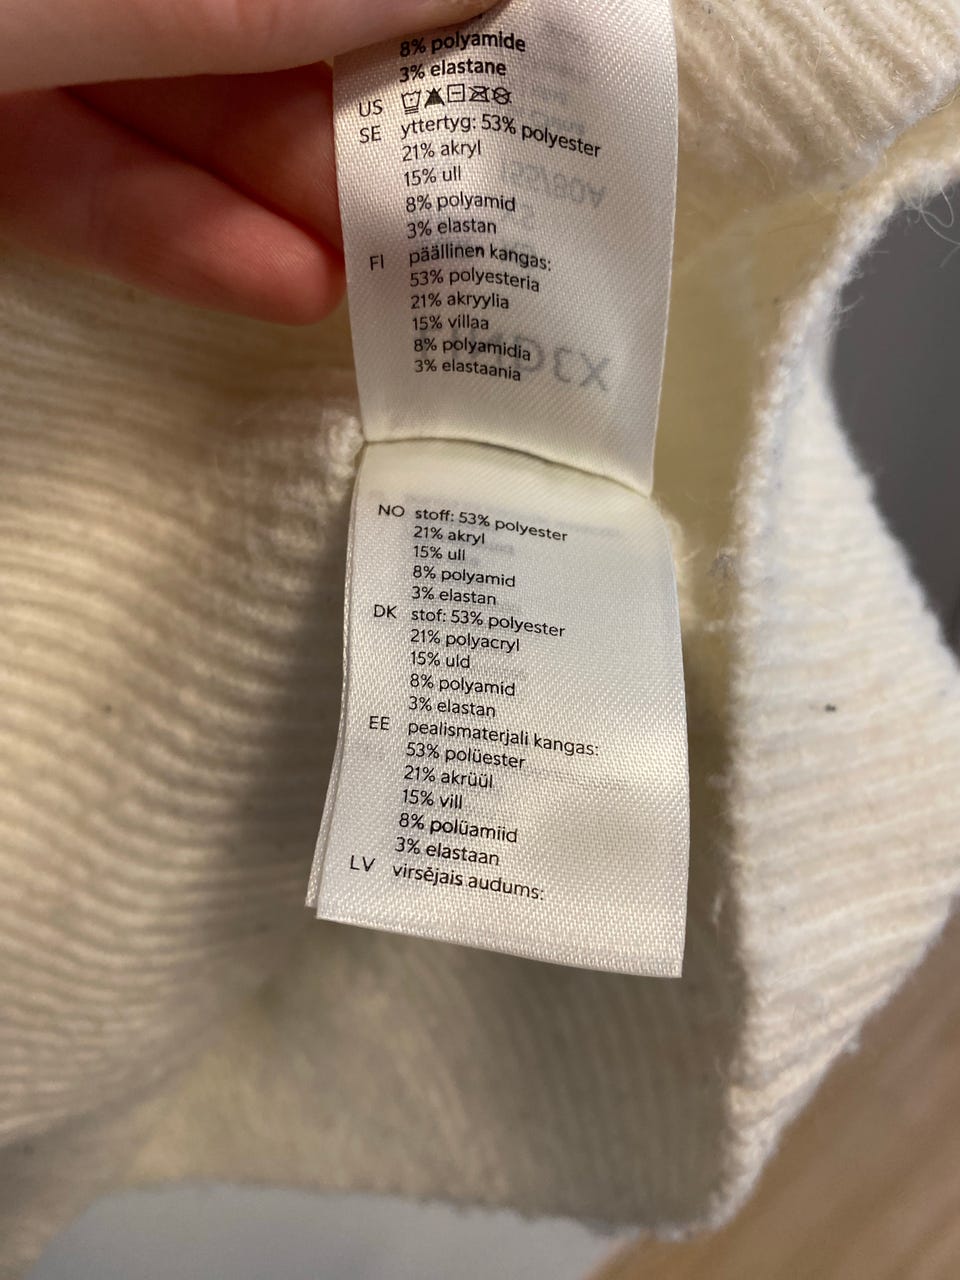 8% polyamide
3% elastane
US
SE yttertyg: 53% polyester
21% akryl
15% ull
8% polyamid
3% elastan
FI päällinen kangas:
53% polyesteria
21% akryylia
15% villaa
8% polyamidia
3% elastaania
NO stoff: 53% polyester
21% akryl
15% ull
8% polyamid
3% elastan
DK stof: 53% polyester
21% polyacryl
15% uld
8% polyamid
3% elastan
EE pealismaterjali kangas:
53% polüester
21% akrüül
15% vill
8% polüamiid
3% elastaan
LV virsējais audums: